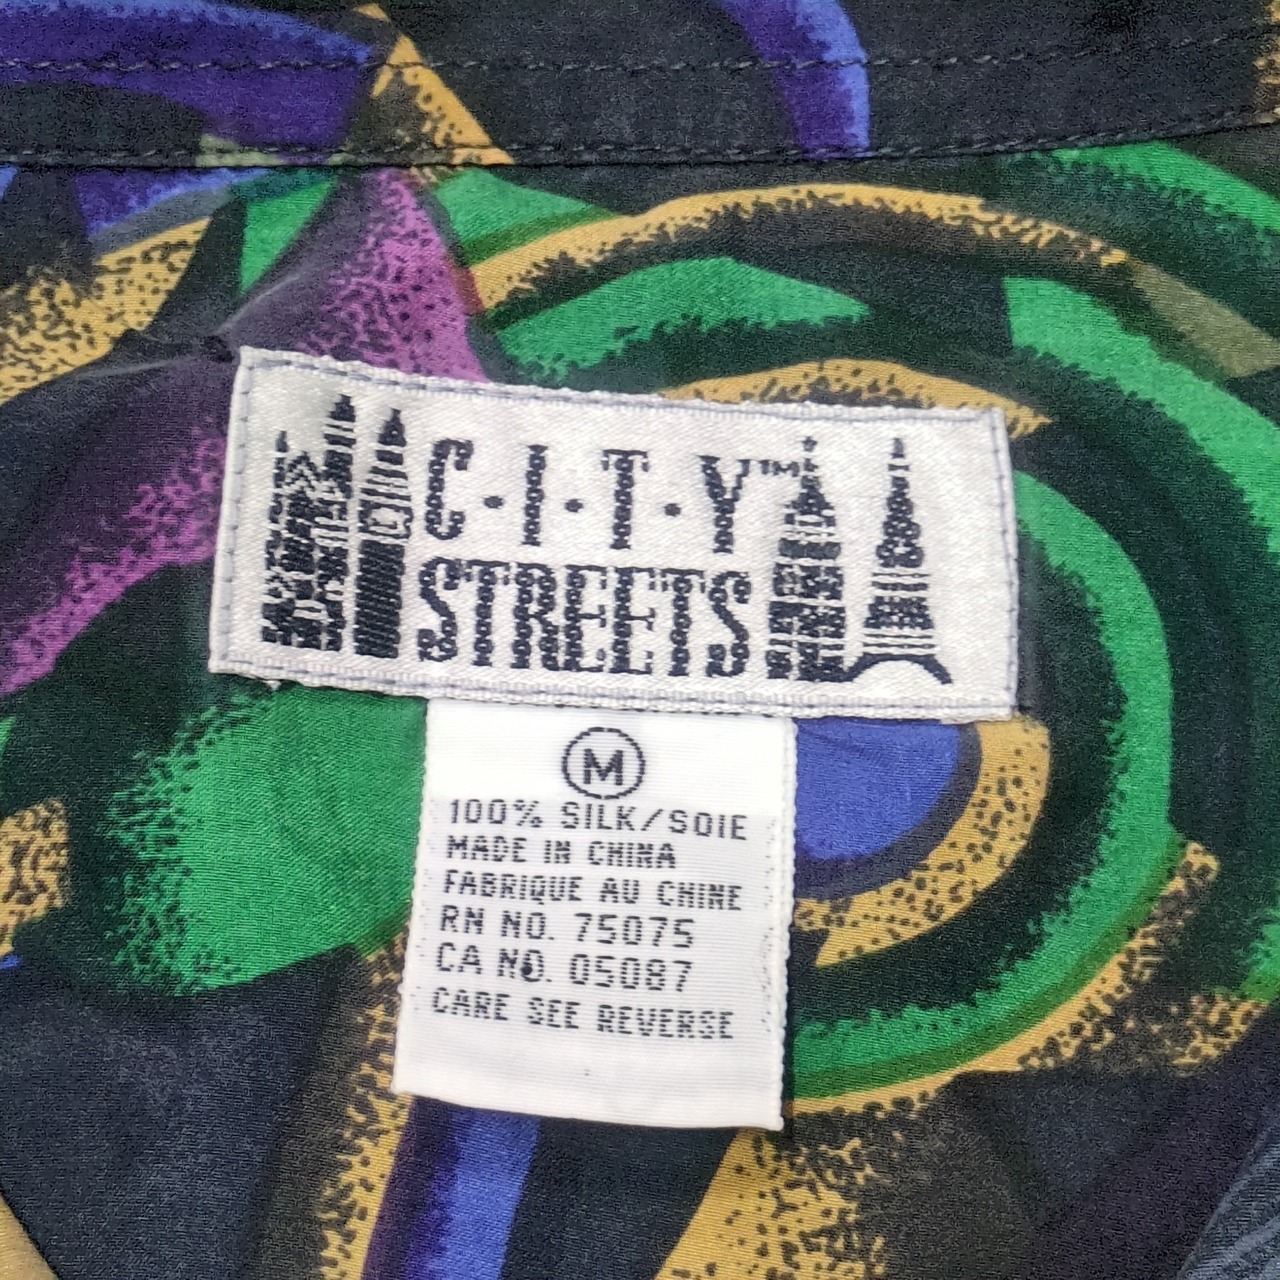 C·I·T·Y™
STREETS
M
100% SILK/SOIE
MADE IN CHINA
FABRIQUE AU CHINE
RN NO. 75075
CA NO. 05087
CARE SEE REVERSE